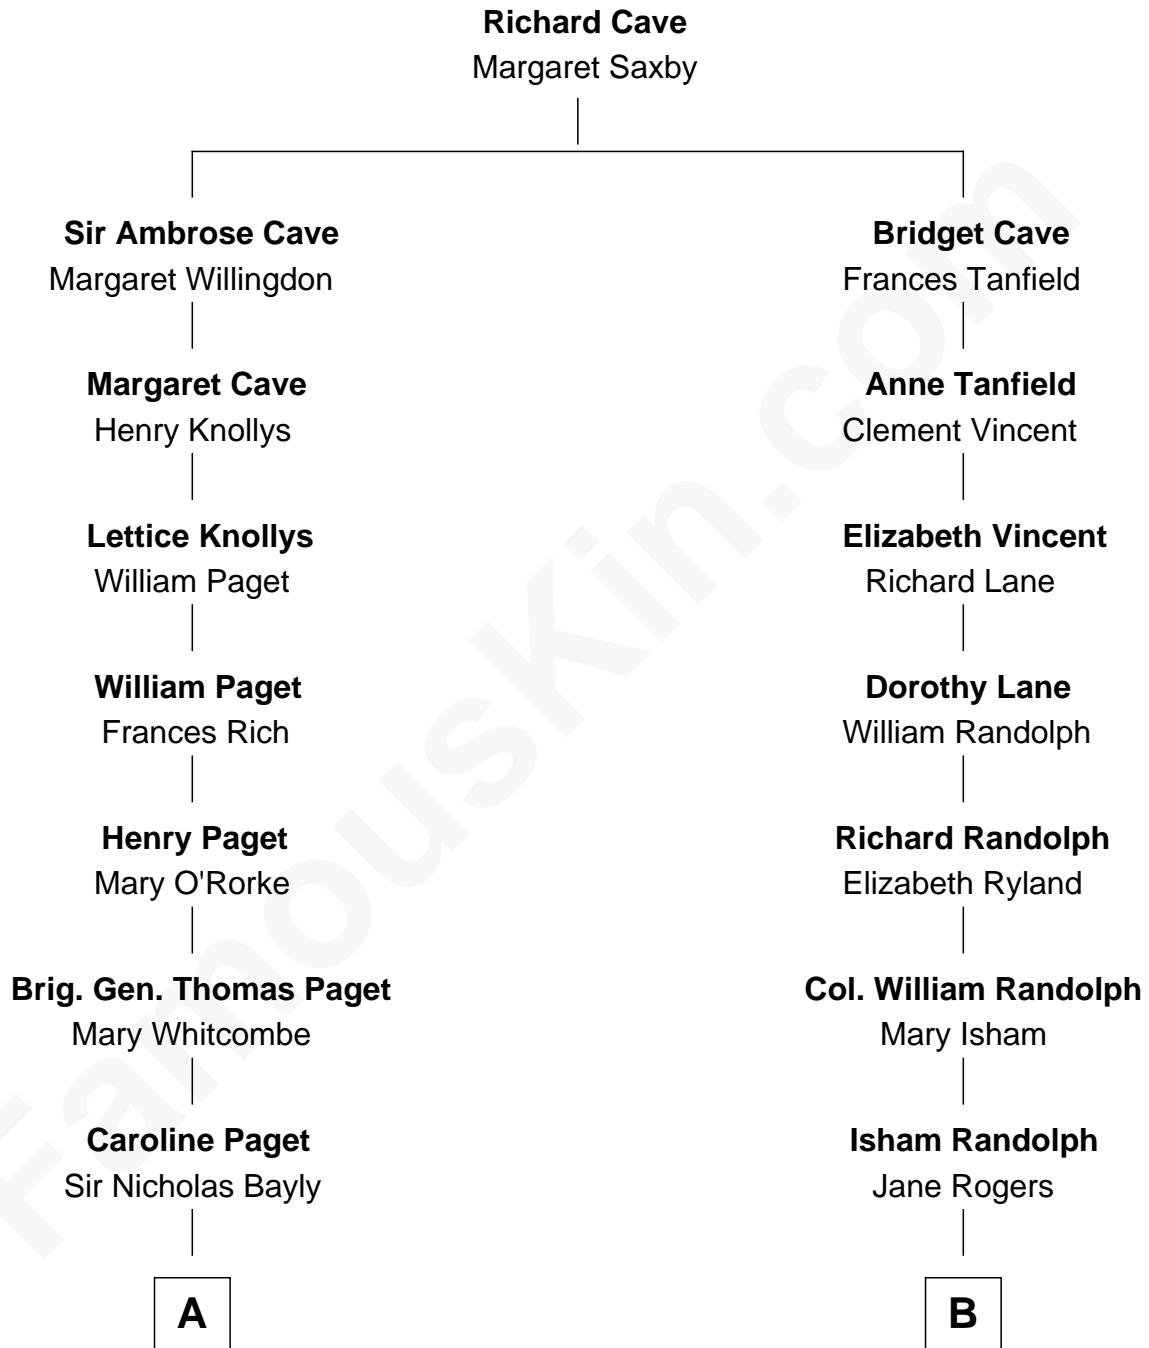 Richard Cave
Margaret Saxby
Sir Ambrose Cave
Margaret Willingdon
Bridget Cave
Frances Tanfield
Margaret Cave
Henry Knollys
Anne Tanfield
Clement Vincent
Lettice Knollys
William Paget
Elizabeth Vincent
Richard Lane
William Paget
Frances Rich
Dorothy Lane
William Randolph
Henry Paget
Mary O'Rorke
Richard Randolph
Elizabeth Ryland
Brig. Gen. Thomas Paget
Mary Whitcombe
Col. William Randolph
Mary Isham
Caroline Paget
Sir Nicholas Bayly
Isham Randolph
Jane Rogers
A
B
FamousKin.com